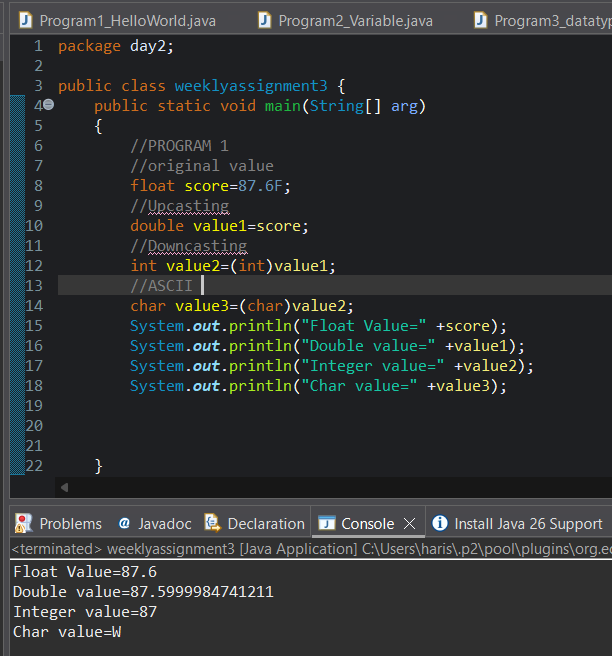 Program1_HelloWorld.java Program2_Variable.java Program3_datatyp
1 package day2;
2
3 public class weeklyassignment3 {
4 public static void main(String[] arg)
5 {
6 //PROGRAM 1
7 //original value
8 float score=87.6F;
9 //Upcasting
10 double value1=score;
11 //Downcasting
12 int value2=(int)value1;
13 //ASCII
14 char value3=(char)value2;
15 System.out.println("Float Value=" +score);
16 System.out.println("Double value=" +value1);
17 System.out.println("Integer value=" +value2);
18 System.out.println("Char value=" +value3);
19
20
21
22 }
Problems @ Javadoc Declaration Console Install Java 26 Support
<terminated> weeklyassignment3 [Java Application] C:\Users\haris\.p2\pool\plugins\org.ec
Float Value=87.6
Double value=87.5999984741211
Integer value=87
Char value=W